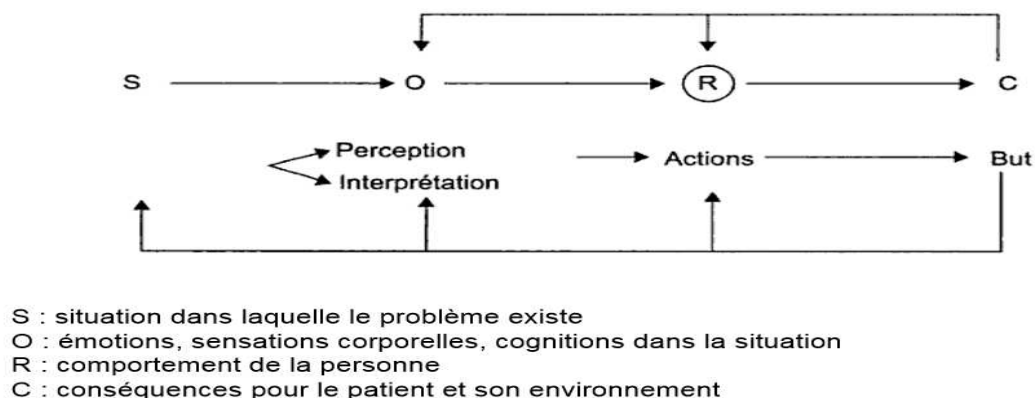 S O R C
Perception
Actions But
Interprétation
S : situation dans laquelle le problème existe
O : émotions, sensations corporelles, cognitions dans la situation
R : comportement de la personne
C : conséquences pour le patient et son environnement